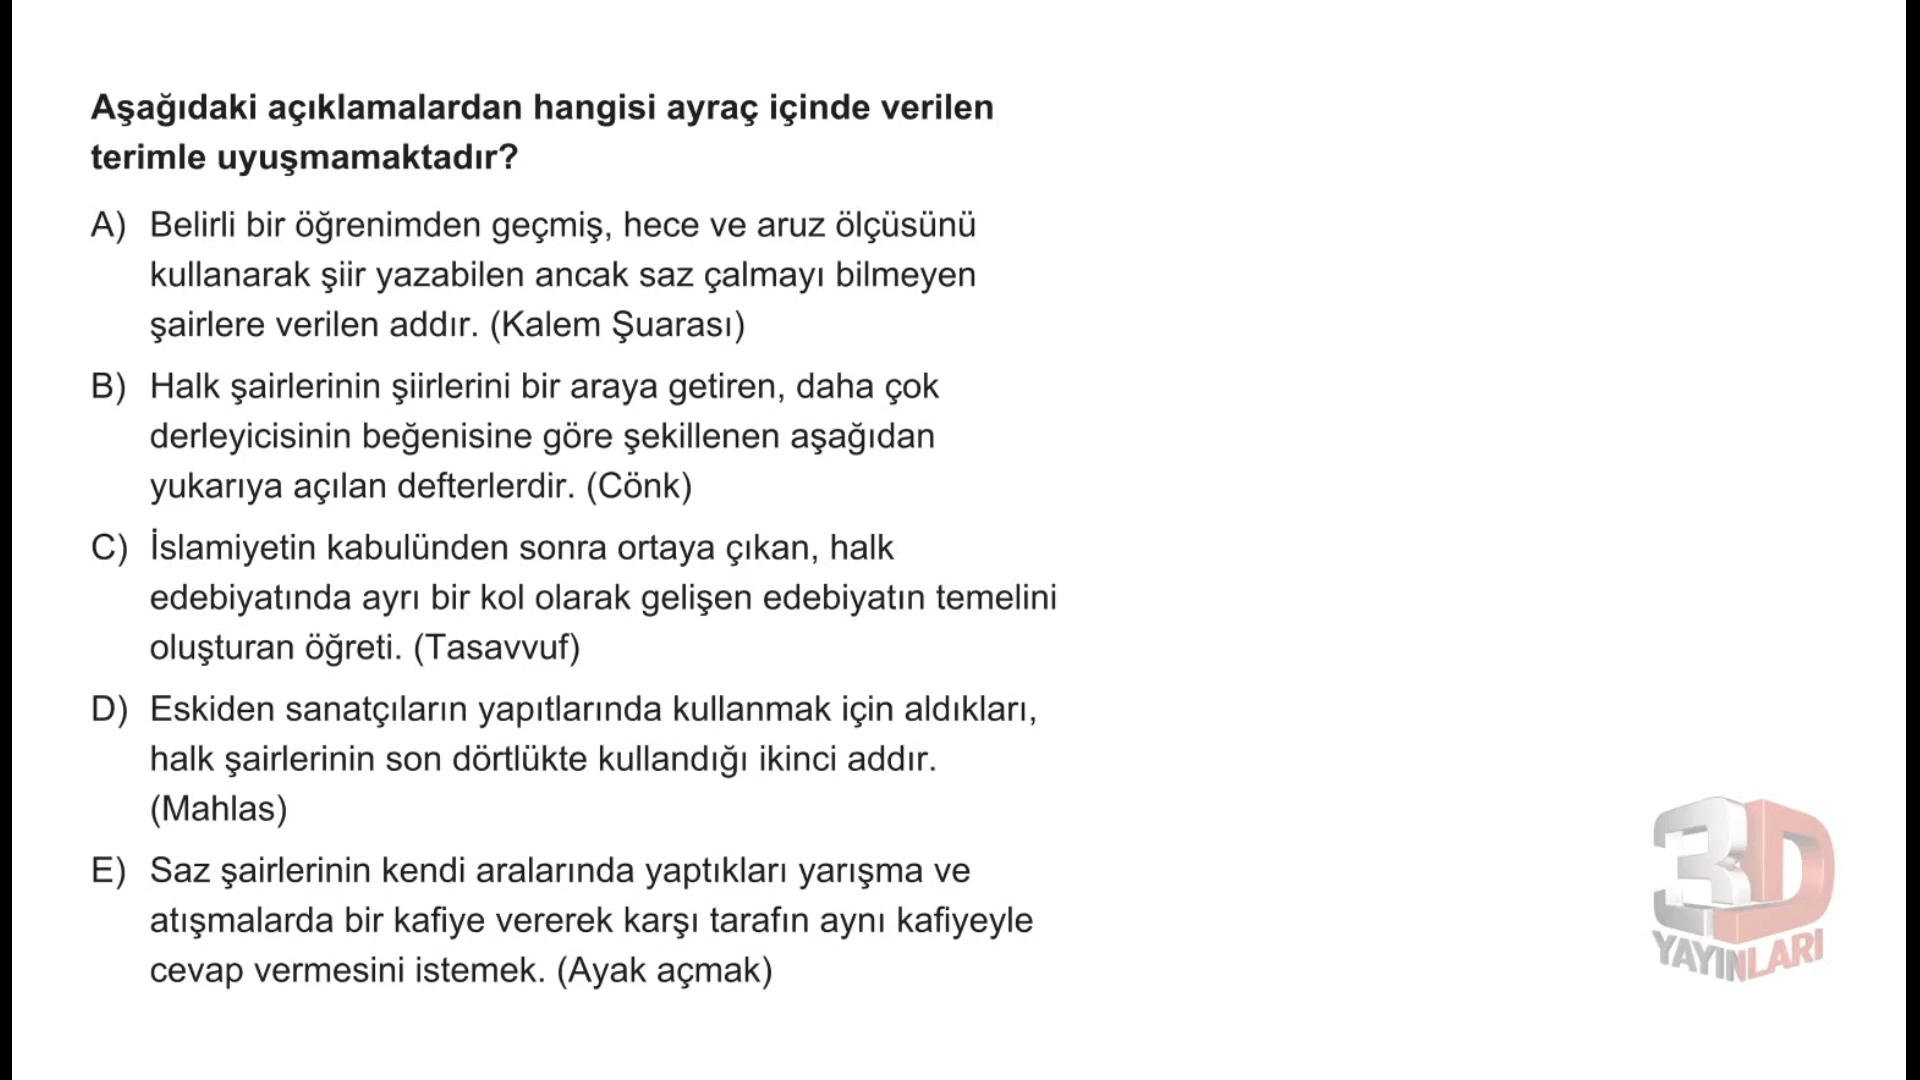 Aşağıdaki açıklamalardan hangisi ayraç içinde verilen
terimle uyuşmamaktadır?
A) Belirli bir öğrenimden geçmiş, hece ve aruz ölçüsünü
kullanarak şiir yazabilen ancak saz çalmayı bilmeyen
şairlere verilen addır. (Kalem Şuarası)
B) Halk şairlerinin şiirlerini bir araya getiren, daha çok
derleyicisinin beğenisine göre şekillenen aşağıdan
yukarıya açılan defterlerdir. (Cönk)
C) İslamiyetin kabulünden sonra ortaya çıkan, halk
edebiyatında ayrı bir kol olarak gelişen edebiyatın temelini
oluşturan öğreti. (Tasavvuf)
D) Eskiden sanatçıların yapıtlarında kullanmak için aldıkları,
halk şairlerinin son dörtlükte kullandığı ikinci addır.
(Mahlas)
E) Saz şairlerinin kendi aralarında yaptıkları yarışma ve
atışmalarda bir kafiye vererek karşı tarafın aynı kafiyeyle
cevap vermesini istemek. (Ayak açmak)
3D
YAYINLARI